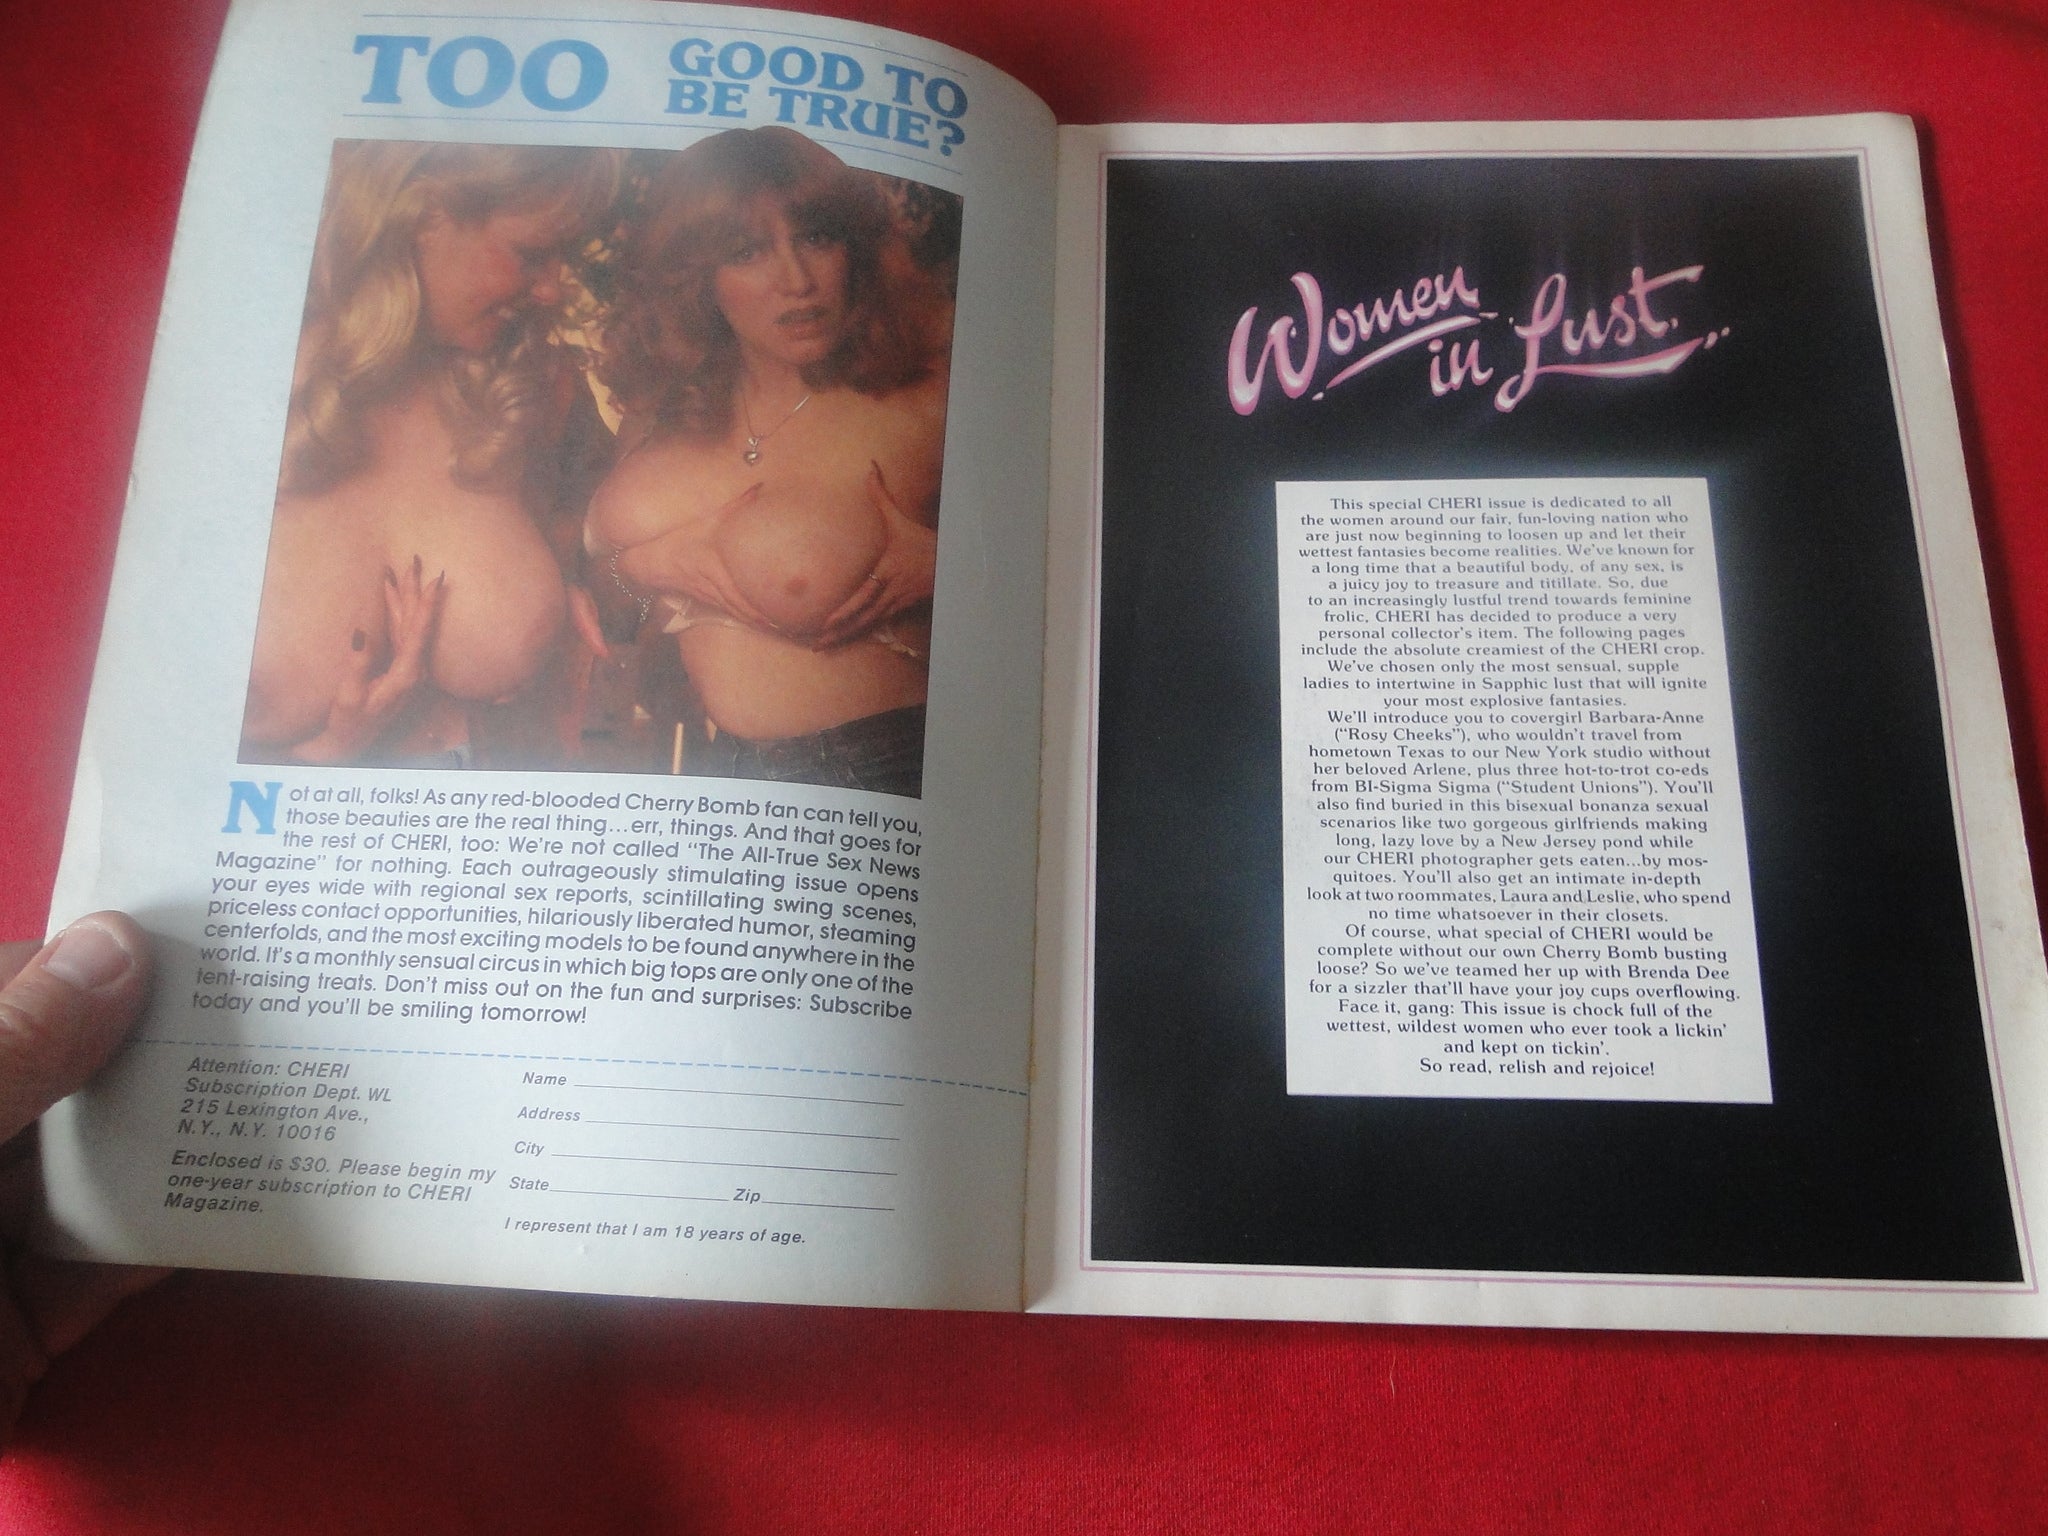 TOO GOOD TO
BE TRUE?
Not at all, folks! As any red-blooded Cherry Bomb fan can tell you,
those beauties are the real thing...err, things. And that goes for
the rest of CHERI, too: We're not called "The All-True Sex News
Magazine" for nothing. Each outrageously stimulating issue opens
your eyes wide with regional sex reports, scintillating swing scenes,
priceless contact opportunities, hilariously liberated humor, steaming
centerfolds, and the most exciting models to be found anywhere in the
world. It's a monthly sensual circus in which big tops are only one of the
tent-raising treats. Don't miss out on the fun and surprises: Subscribe
today and you'll be smiling tomorrow!
Attention: CHERI
Subscription Dept. WL
215 Lexington Ave.,
N.Y., N.Y. 10016
Enclosed is $30. Please begin my
one-year subscription to CHERI
Magazine.
Name
Address
City
State Zip
I represent that I am 18 years of age.
Women
in Lust...
This special CHERI issue is dedicated to all
the women around our fair, fun-loving nation who
are just now beginning to loosen up and let their
wettest fantasies become realities. We've known for
a long time that a beautiful body, of any sex, is
a juicy joy to treasure and titillate. So, due
to an increasingly lustful trend towards feminine
frolic, CHERI has decided to produce a very
personal collector's item. The following pages
include the absolute creamiest of the CHERI crop.
We've chosen only the most sensual, supple
ladies to intertwine in Sapphic lust that will ignite
your most explosive fantasies.
We'll introduce you to covergirl Barbara-Anne
("Rosy Cheeks"), who wouldn't travel from
hometown Texas to our New York studio without
her beloved Arlene, plus three hot-to-trot co-eds
from BI-Sigma Sigma ("Student Unions"). You'll
also find buried in this bisexual bonanza sexual
scenarios like two gorgeous girlfriends making
long, lazy love by a New Jersey pond while
our CHERI photographer gets eaten...by mos-
quitoes. You'll also get an intimate in-depth
look at two roommates, Laura and Leslie, who spend
no time whatsoever in their closets.
Of course, what special of CHERI would be
complete without our own Cherry Bomb busting
loose? So we've teamed her up with Brenda Dee
for a sizzler that'll have your joy cups overflowing.
Face it, gang: This issue is chock full of the
wettest, wildest women who ever took a lickin'
and kept on tickin'.
So read, relish and rejoice!